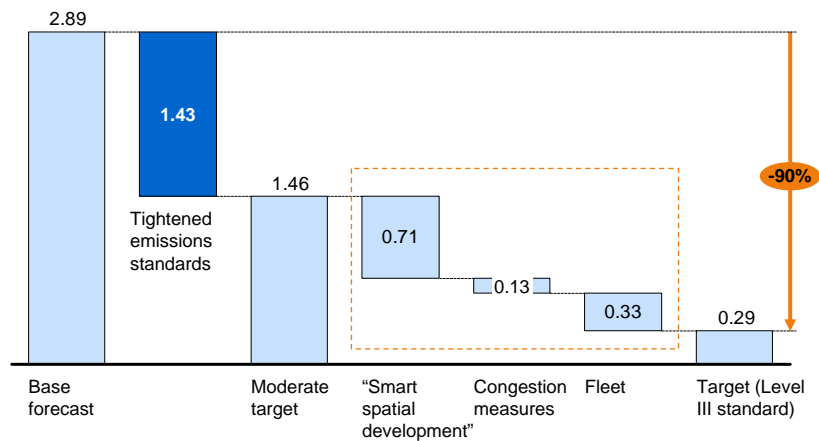 2.89
1.43
1.46
0.71
0.13
0.33
0.29
-90%
Base
forecast
Tightened
emissions
standards
Moderate
target
“Smart
spatial
development”
Congestion
measures
Fleet
Target (Level
III standard)